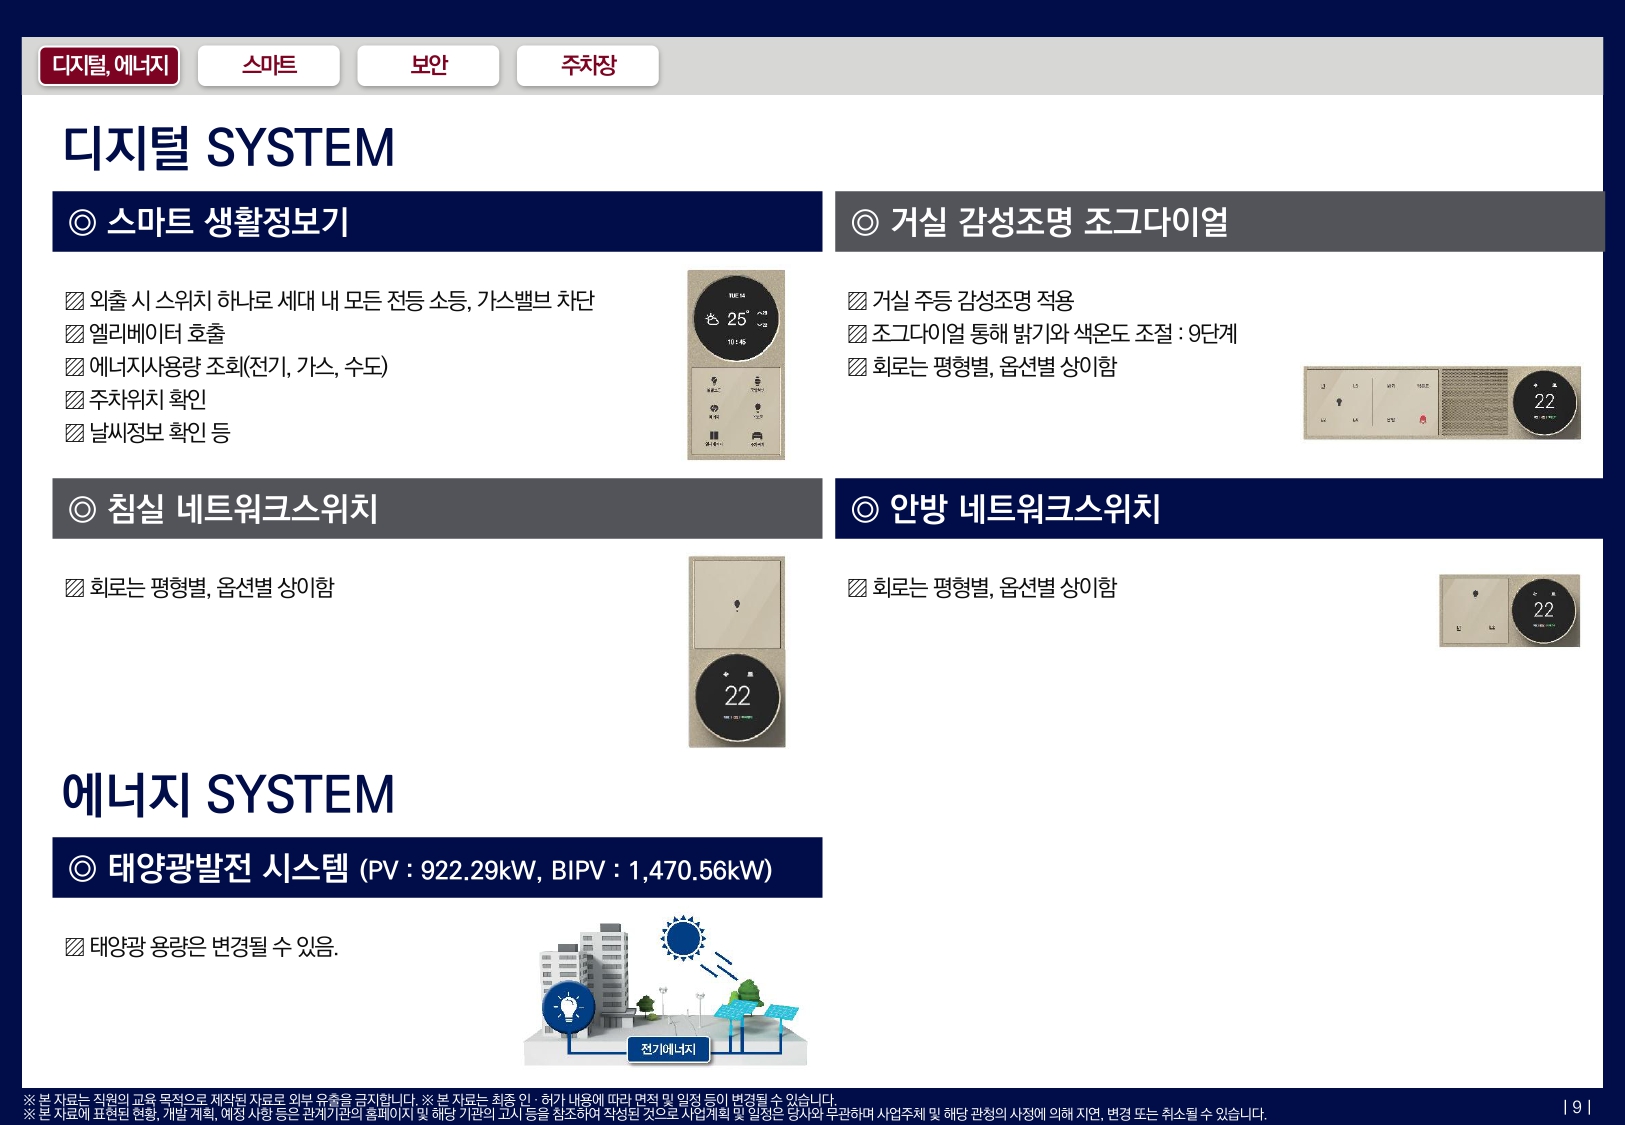 디지털, 에너지
스마트
보안
주차장
디지털 SYSTEM
◎ 스마트 생활정보기
▨ 외출 시 스위치 하나로 세대 내 모든 전등 소등, 가스밸브 차단
▨ 엘리베이터 호출
▨ 에너지사용량 조회(전기, 가스, 수도)
▨ 주차위치 확인
▨ 날씨정보 확인 등
TUE 14
25°
10:45
◎ 거실 감성조명 조그다이얼
▨ 거실 주등 감성조명 적용
▨ 조그다이얼 통해 밝기와 색온도 조절 : 9단계
▨ 회로는 평형별, 옵션별 상이함
22
◎ 침실 네트워크스위치
▨ 회로는 평형별, 옵션별 상이함
22
◎ 안방 네트워크스위치
▨ 회로는 평형별, 옵션별 상이함
22
에너지 SYSTEM
◎ 태양광발전 시스템 (PV : 922.29kW, BIPV : 1,470.56kW)
▨ 태양광 용량은 변경될 수 있음.
전기에너지
※ 본 자료는 직원의 교육 목적으로 제작된 자료로 외부 유출을 금지합니다. ※ 본 자료는 최종 인·허가 내용에 따라 면적 및 일정 등이 변경될 수 있습니다.
※ 본 자료에 표현된 현황, 개발 계획, 예정 사항 등은 관계기관의 홈페이지 및 해당 기관의 고시 등을 참조하여 작성된 것으로 사업계획 및 일정은 당사와 무관하며 사업주체 및 해당 관청의 사정에 의해 지연, 변경 또는 취소될 수 있습니다.
| 9 |